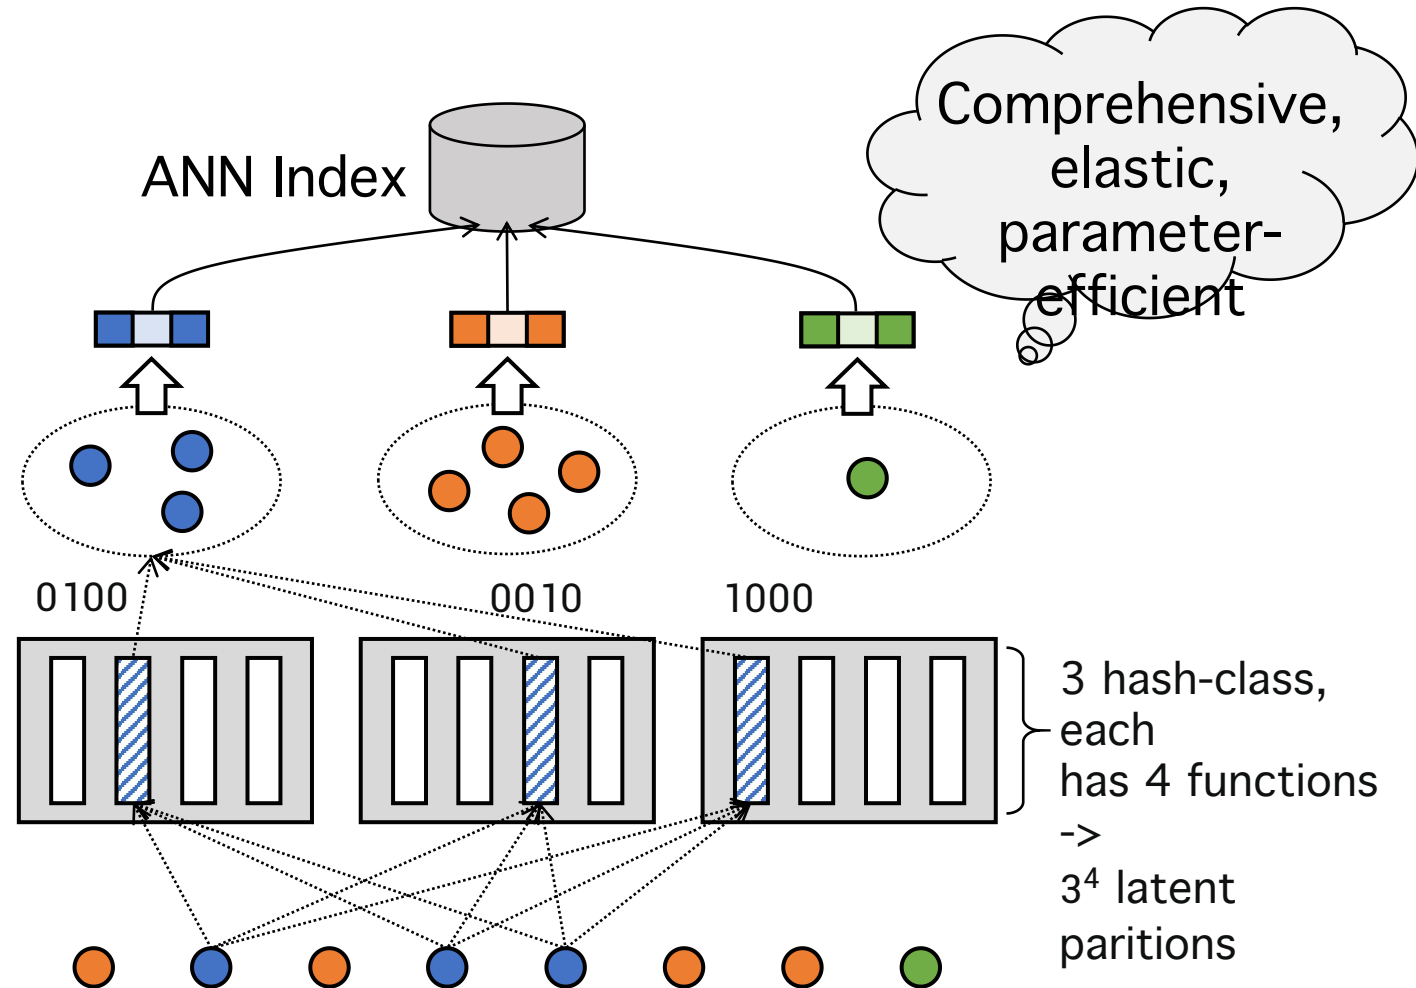 Comprehensive,
elastic,
parameter-
efficient
ANN Index
0100
0010
1000
3 hash-class,
each
has 4 functions
->
3⁴ latent
paritions